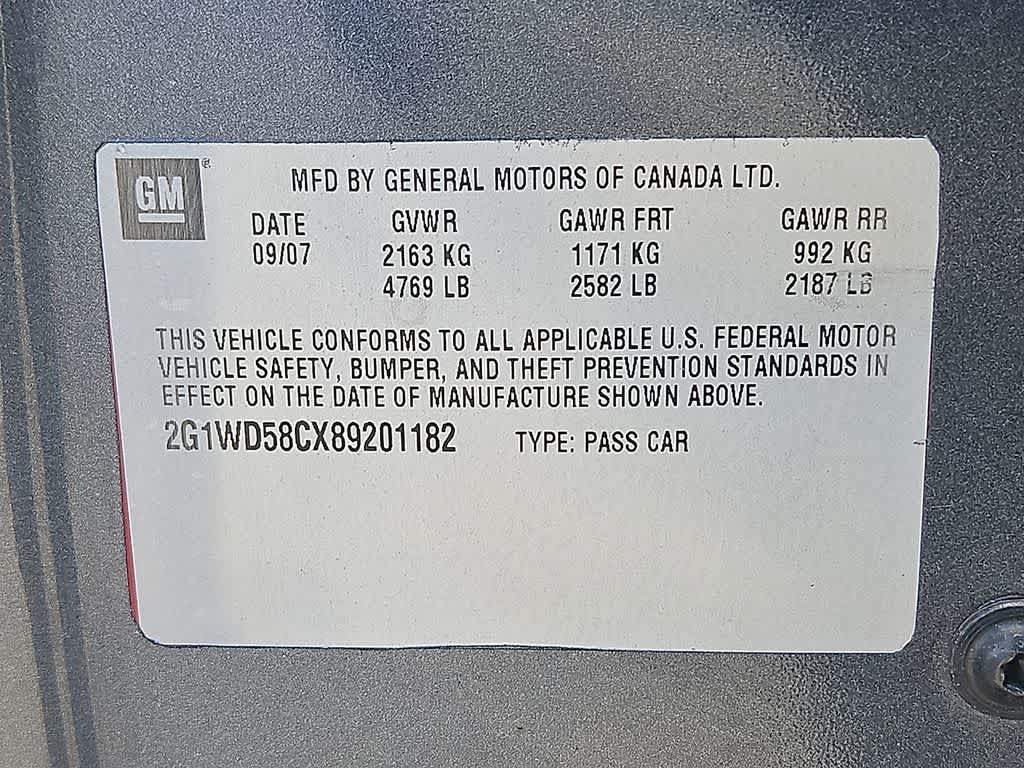 GM ®
MFD BY GENERAL MOTORS OF CANADA LTD.
DATE GVWR GAWR FRT GAWR RR
09/07 2163 KG 1171 KG 992 KG
4769 LB 2582 LB 2187 LB
THIS VEHICLE CONFORMS TO ALL APPLICABLE U.S. FEDERAL MOTOR
VEHICLE SAFETY, BUMPER, AND THEFT PREVENTION STANDARDS IN
EFFECT ON THE DATE OF MANUFACTURE SHOWN ABOVE.
2G1WD58CX89201182 TYPE: PASS CAR